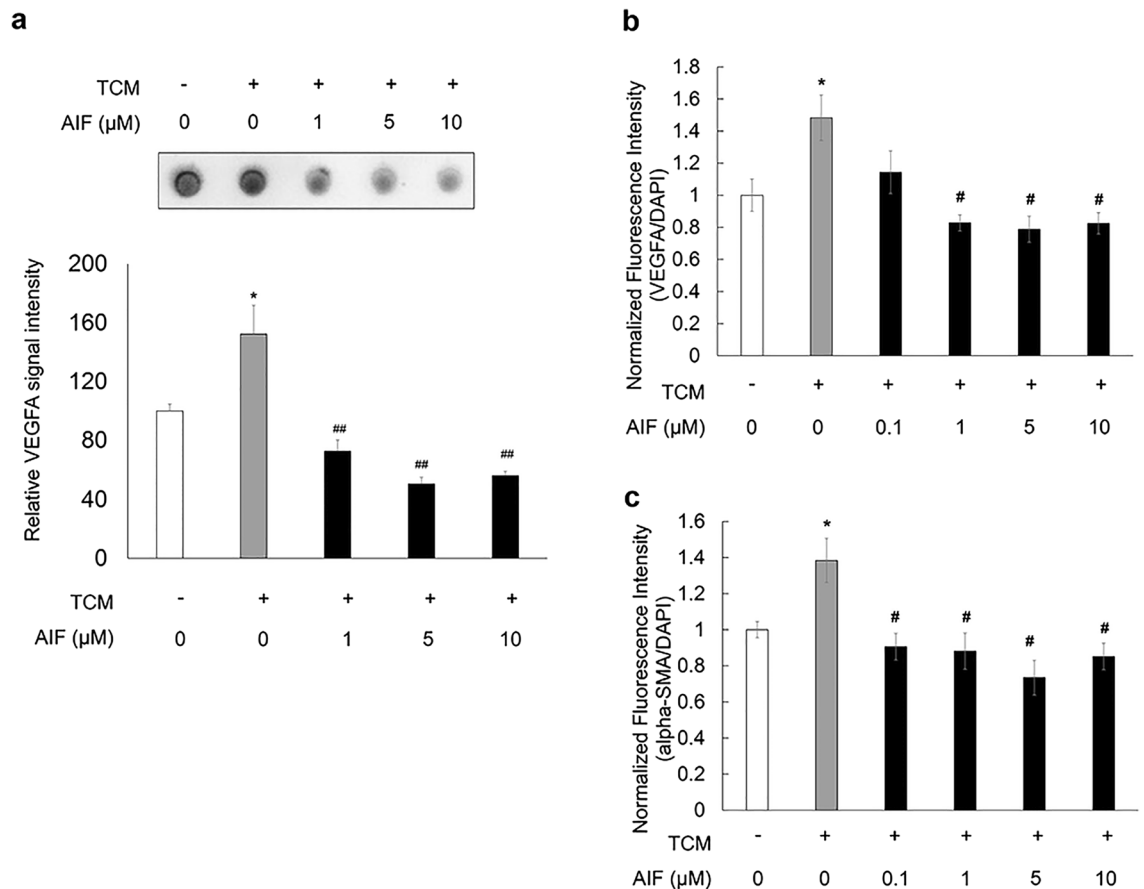 a
TCM - + + + +
AIF (µM) 0 0 1 5 10
Relative VEGFA signal intensity
200
160
120
80
40
0
*
##
##
##
TCM - + + + +
AIF (µM) 0 0 1 5 10
b
Normalized Fluorescence Intensity
(VEGFA/DAPI)
1.8
1.6
1.4
1.2
1
0.8
0.6
0.4
0.2
0
*
# # #
TCM - + + + + +
AIF (µM) 0 0 0.1 1 5 10
c
Normalized Fluorescence Intensity
(alpha-SMA/DAPI)
1.6
1.4
1.2
1
0.8
0.6
0.4
0.2
0
*
# # # #
TCM - + + + + +
AIF (µM) 0 0 0.1 1 5 10